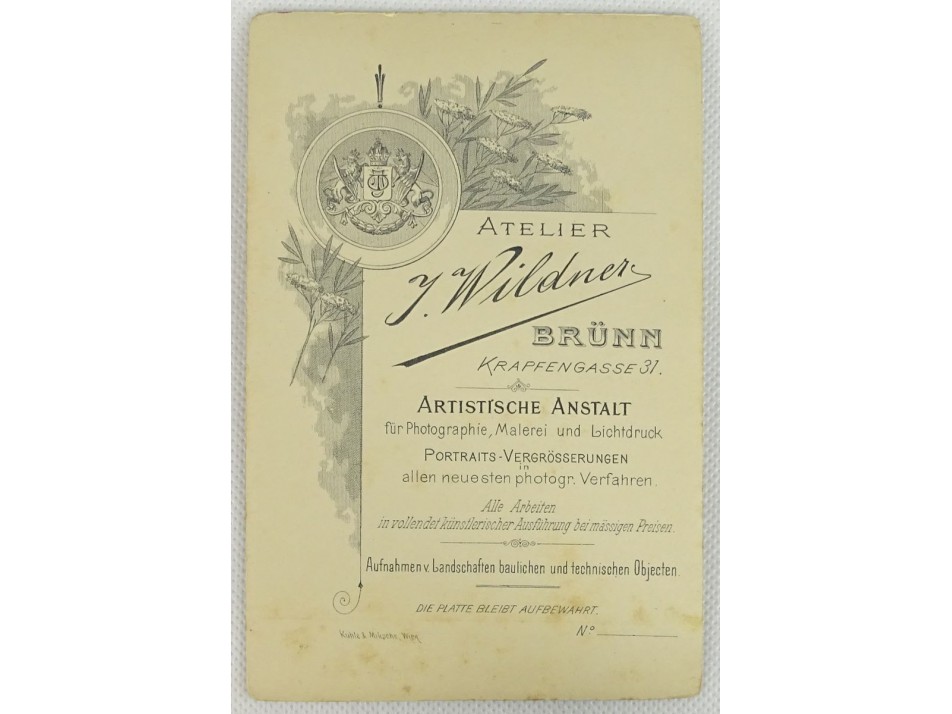 ATELIER
J. Wildner
BRÜNN
KRAPFENGASSE 31.
ARTISTISCHE ANSTALT
für Photographie, Malerei und Lichtdruck
PORTRAITS-VERGRÖSSERUNGEN
in
allen neuesten photogr. Verfahren.
Alle Arbeiten
in vollendet künstlerischer Ausführung bei mässigen Preisen.
Aufnahmen v. Landschaften baulichen und technischen Objecten.
DIE PLATTE BLEIBT AUFBEWAHRT.
Nº
Wien